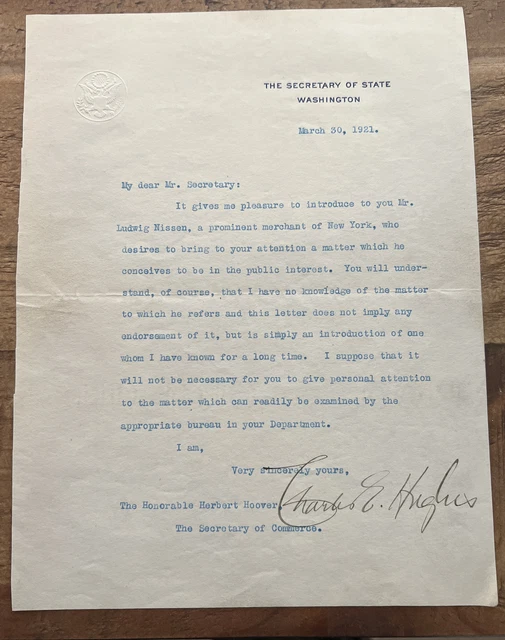 THE SECRETARY OF STATE
WASHINGTON
March 30, 1921.
My dear Mr. Secretary:
It gives me pleasure to introduce to you Mr.
Ludwig Nissen, a prominent merchant of New York, who
desires to bring to your attention a matter which he
conceives to be in the public interest. You will under-
stand, of course, that I have no knowledge of the matter
to which he refers and this letter does not imply any
endorsement of it, but is simply an introduction of one
whom I have known for a long time. I suppose that it
will not be necessary for you to give personal attention
to the matter which can readily be examined by the
appropriate bureau in your Department.
I am,
Very sincerely yours,
Charles E. Hughes
The Honorable Herbert Hoover
The Secretary of Commerce.